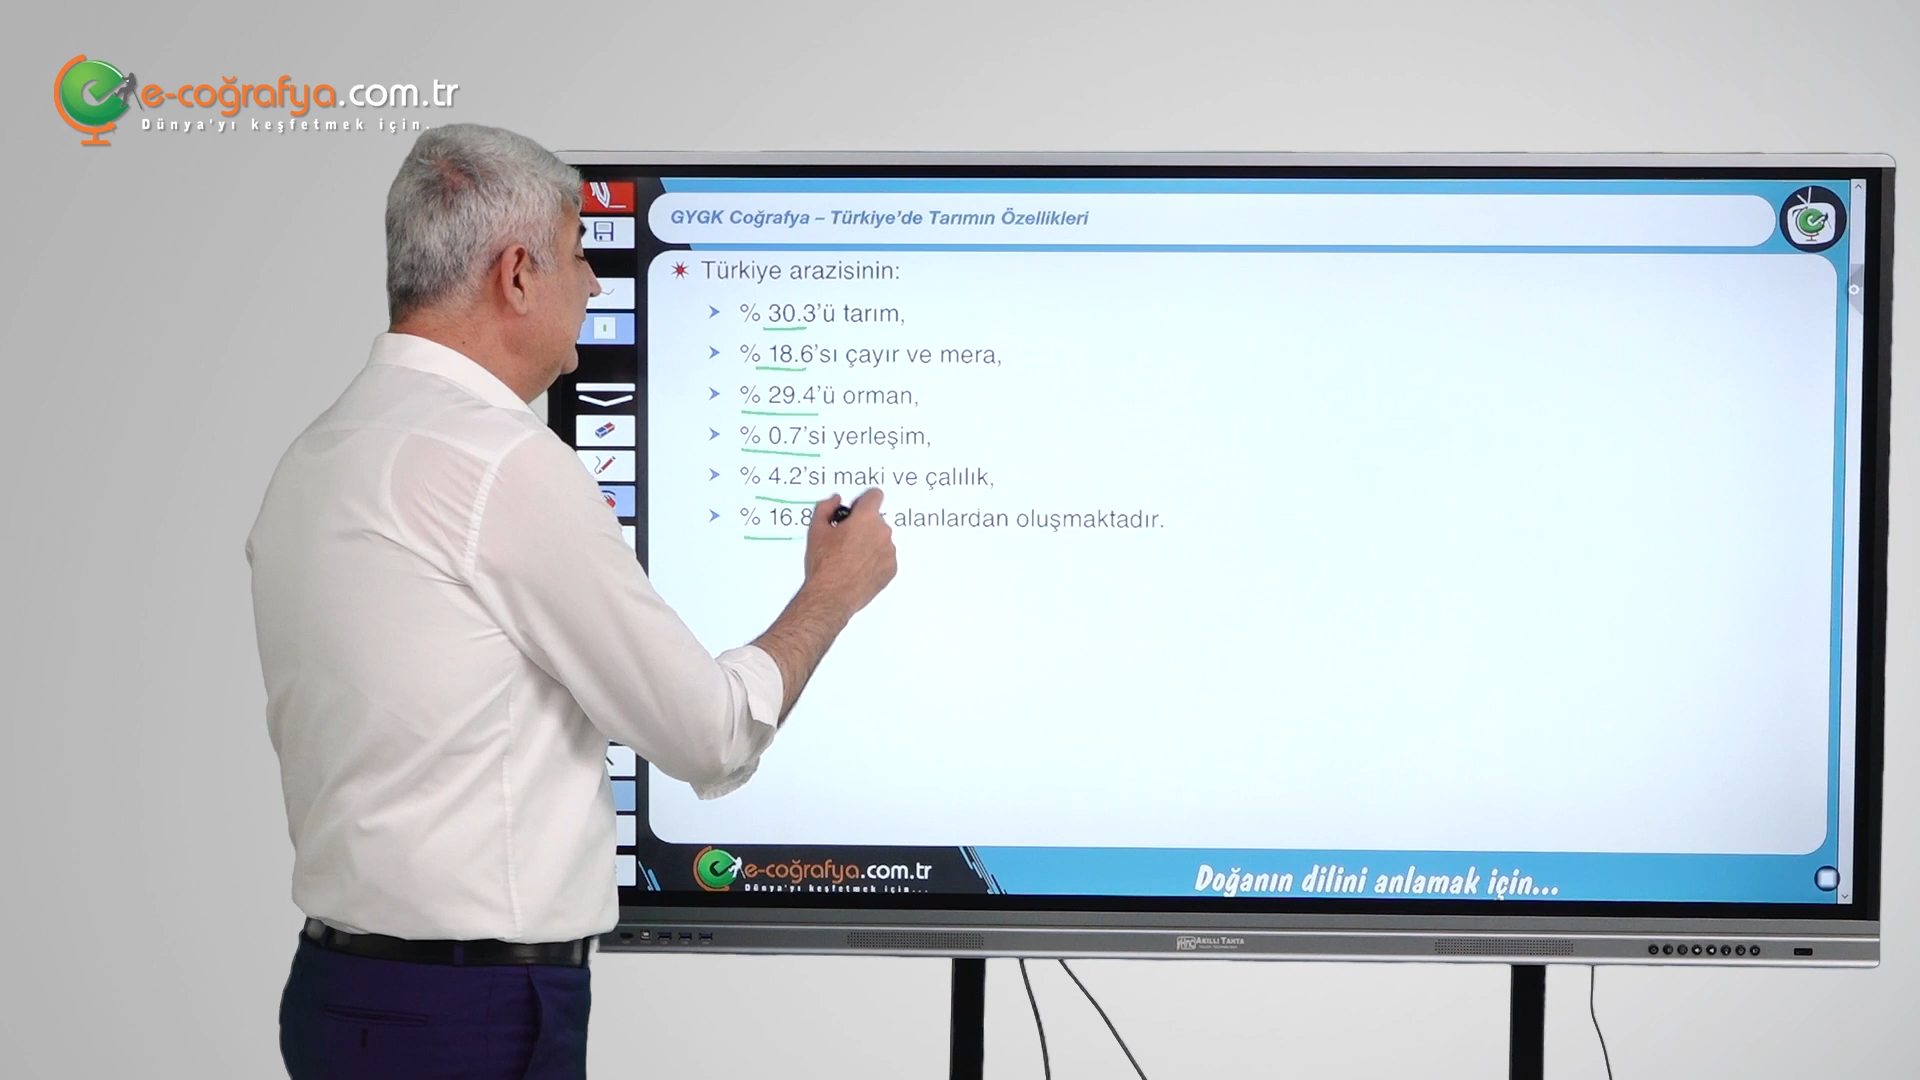 e-coğrafya.com.tr
Dünya'yı keşfetmek için.
GYGK Coğrafya – Türkiye'de Tarımın Özellikleri
Türkiye arazisinin:
% 30.3'ü tarım,
% 18.6'sı çayır ve mera,
% 29.4'ü orman,
% 0.7'si yerleşim,
% 4.2'si maki ve çalılık,
% 16.8 alanlardan oluşmaktadır.
e-coğrafya.com.tr
Dünya'yı keşfetmek için...
Doğanın dilini anlamak için...
AKILLI TAHTA